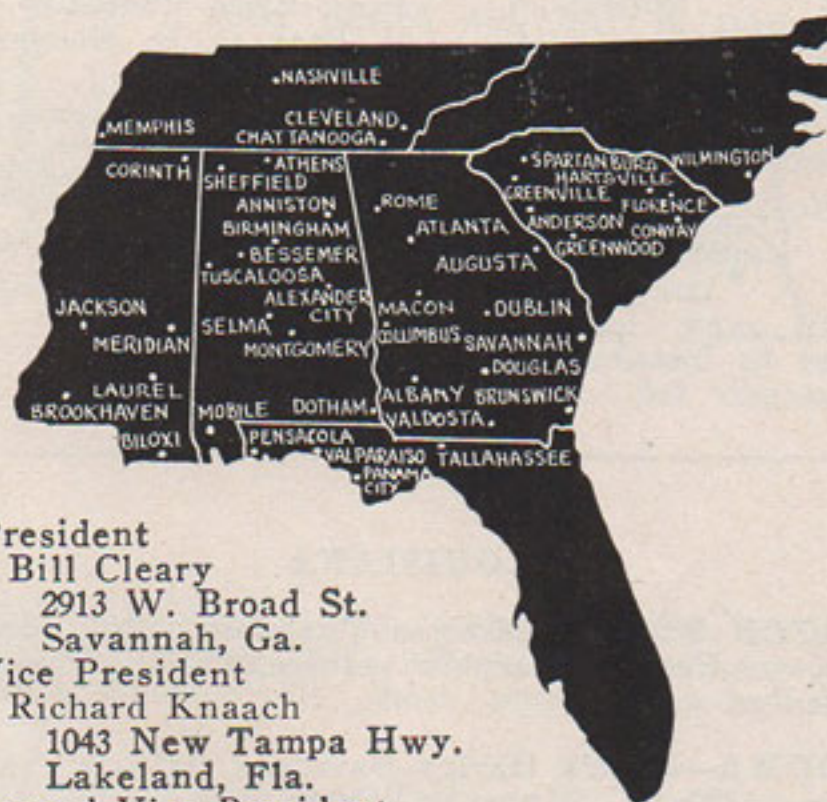 NASHVILLE
CLEVELAND
MEMPHIS
CHATTANOOGA
CORINTH
ATHENS
SPARTANBURG
WILMINGTON
SHEFFIELD
HARTSVILLE
GREENVILLE
FLORENCE
ANNISTON
ROME
BIRMINGHAM
ATLANTA
ANDERSON
CONWAY
GREENWOOD
BESSEMER
AUGUSTA
TUSCALOOSA
ALEXANDER
CITY
JACKSON
MACON
DUBLIN
SELMA
COLUMBUS
SAVANNAH
MERIDIAN
MONTGOMERY
DOUGLAS
LAUREL
ALBANY
BRUNSWICK
BROOKHAVEN
MOBILE
DOTHAM
VALDOSTA
BILOXI
PENSACOLA
VALPARAISO
TALLAHASSEE
PANAMA
CITY
resident
Bill Cleary
2913 W. Broad St.
Savannah, Ga.
ice President
Richard Knaach
1043 New Tampa Hwy.
Lakeland, Fla.
Vice President